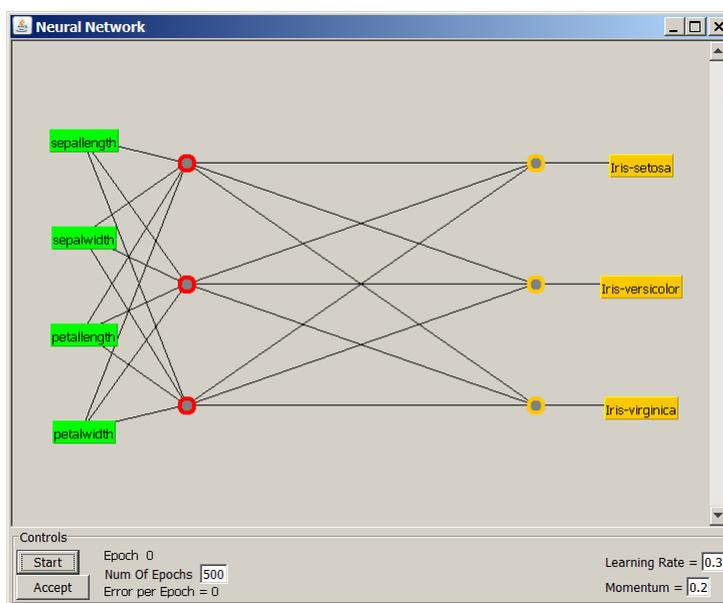 Neural Network
sepallength
Iris-setosa
sepalwidth
Iris-versicolor
petallength
Iris-virginica
petalwidth
Controls
Start
Epoch 0
Num Of Epochs 500
Learning Rate = 0.3
Accept
Error per Epoch = 0
Momentum = 0.2